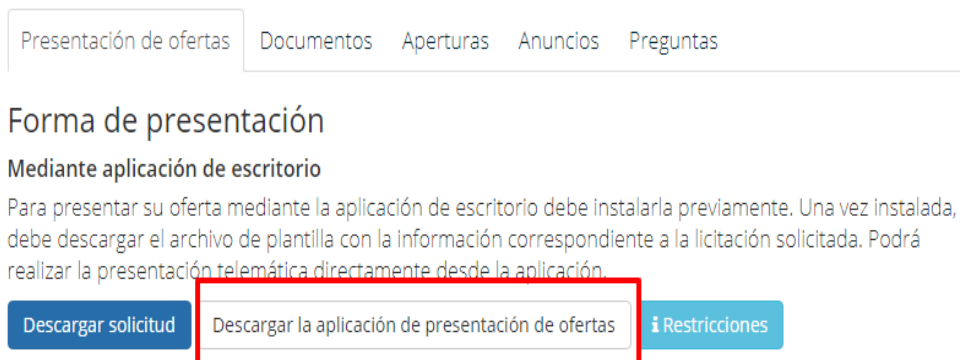 Presentación de ofertas Documentos Aperturas Anuncios Preguntas
Forma de presentación
Mediante aplicación de escritorio
Para presentar su oferta mediante la aplicación de escritorio debe instalarla previamente. Una vez instalada,
debe descargar el archivo de plantilla con la información correspondiente a la licitación solicitada. Podrá
realizar la presentación telemática directamente desde la aplicación.
Descargar solicitud Descargar la aplicación de presentación de ofertas i Restricciones